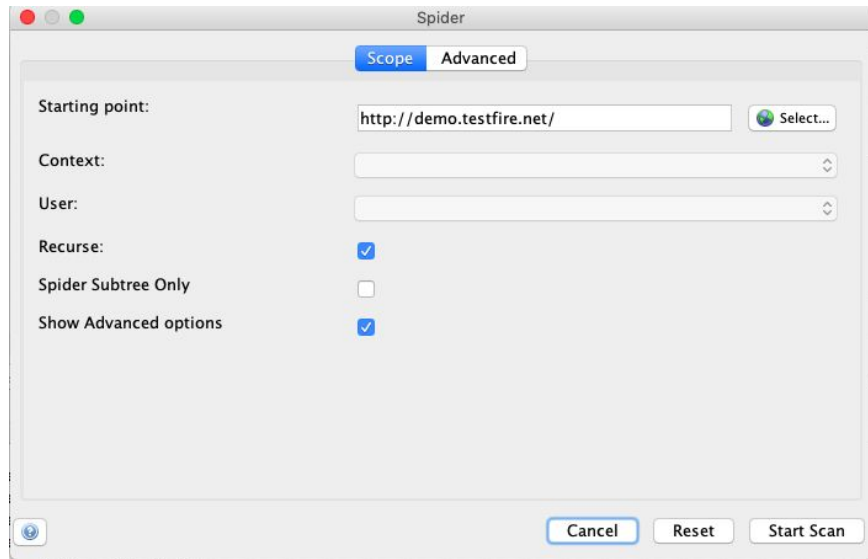 Spider
Scope Advanced
Starting point: http://demo.testfire.net/ Select...
Context:
User:
Recurse:
Spider Subtree Only
Show Advanced options
Cancel Reset Start Scan